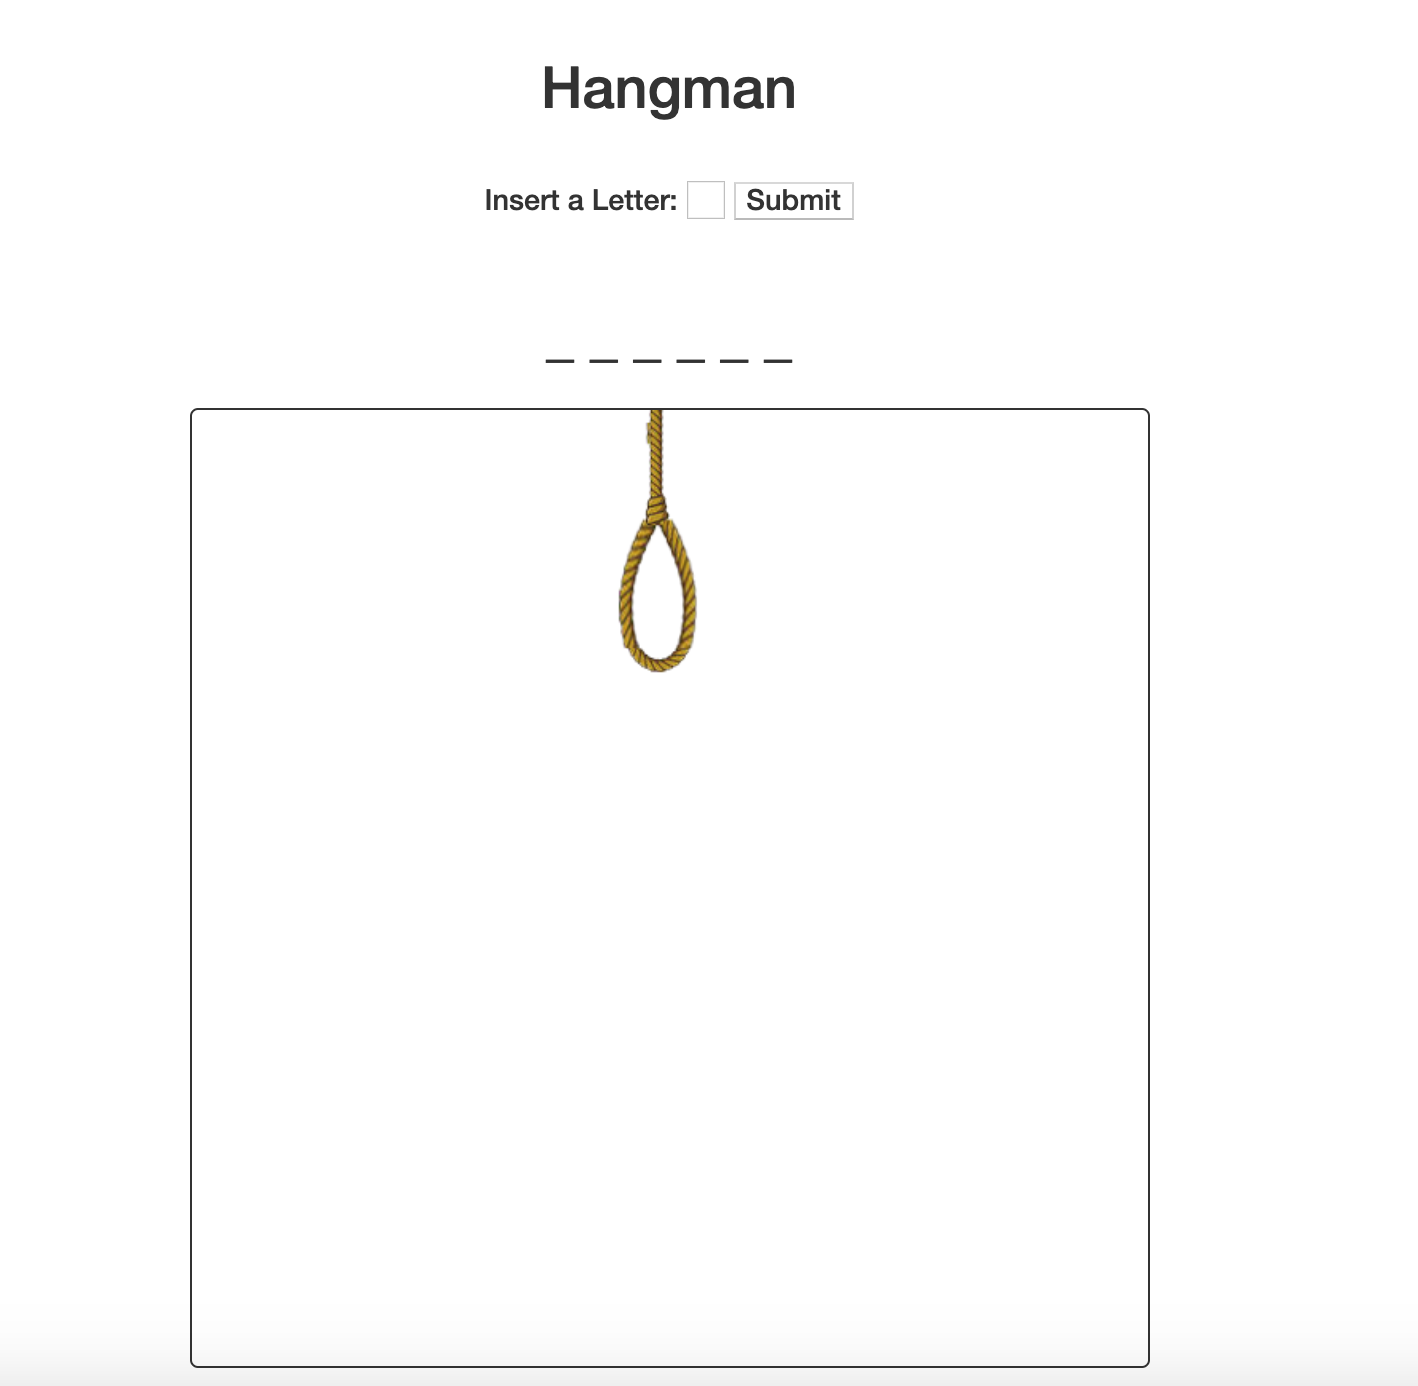 Hangman
Insert a Letter: Submit
_ _ _ _ _ _